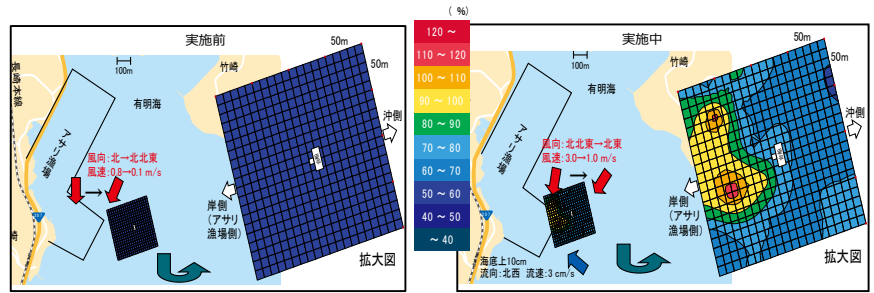 実施前
50m
50m
100m
竹崎
有明海
長崎本線
アサリ漁場
風向:北→北北東
風速:0.8→0.1 m/s
沖側
岸側
(アサリ
漁場側)
207
崎
拡大図
( %)
120 ~
110 ~ 120
100 ~ 110
90 ~ 100
80 ~ 90
70 ~ 80
60 ~ 70
50 ~ 60
40 ~ 50
~ 40
実施中
50m
50m
100m
竹崎
有明海
アサリ漁場
風向:北北東→北東
風速:3.0→1.0 m/s
沖側
岸側
(アサリ
漁場側)
海底上10cm
流向:北西 流速:3 cm/s
拡大図